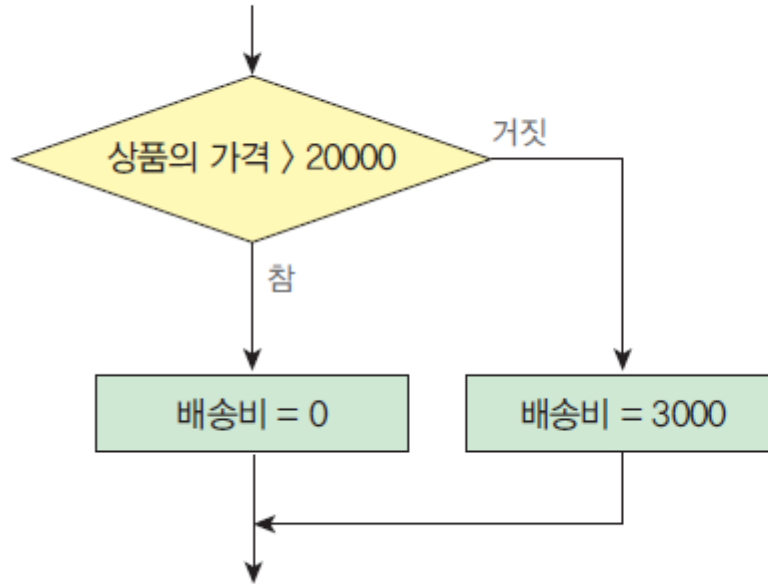 상품의 가격 > 20000
거짓
참
배송비 = 0
배송비 = 3000